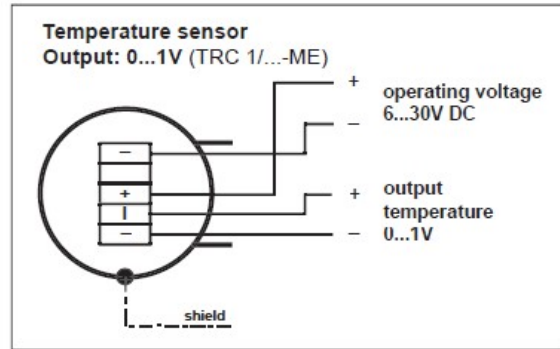 Temperature sensor
Output: 0...1V (TRC 1/...-ME)
+
operating voltage
6...30V DC
–
–
+
I
–
+
output
temperature
0...1V
–
shield